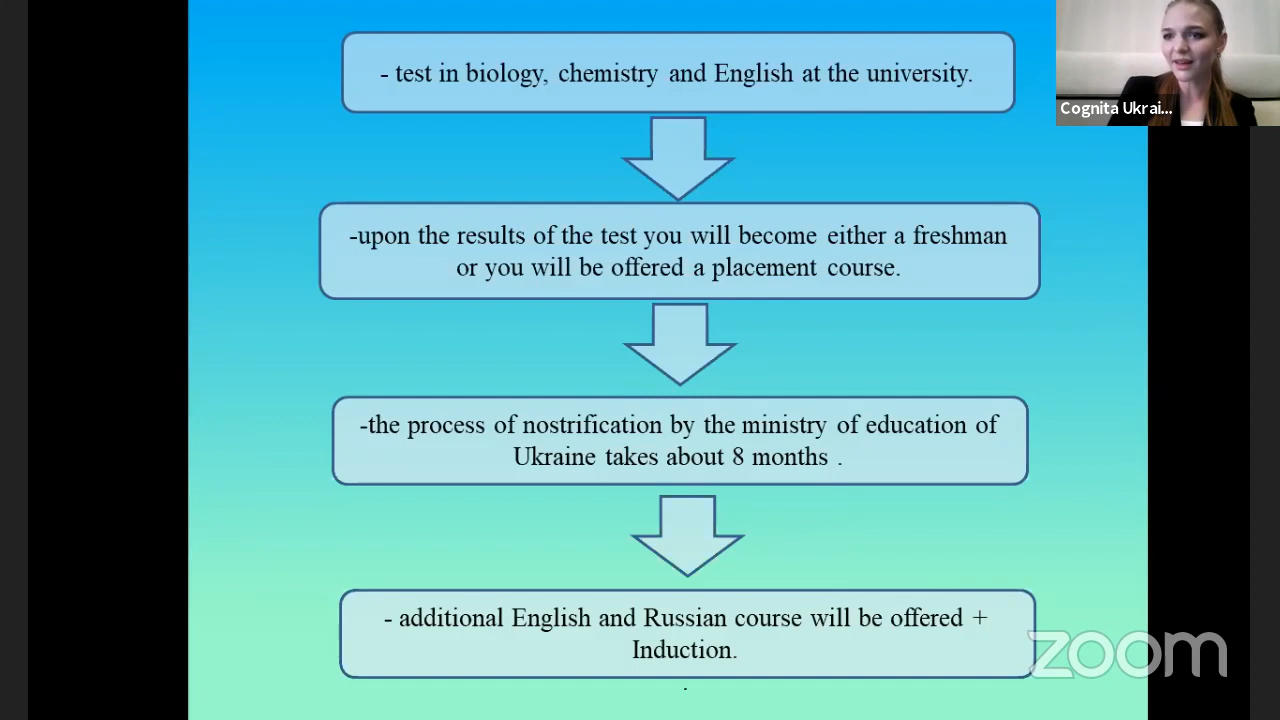 - test in biology, chemistry and English at the university.
Cognita Ukrai...
-upon the results of the test you will become either a freshman
or you will be offered a placement course.
-the process of nostrification by the ministry of education of
Ukraine takes about 8 months .
- additional English and Russian course will be offered +
Induction.
.
zoom